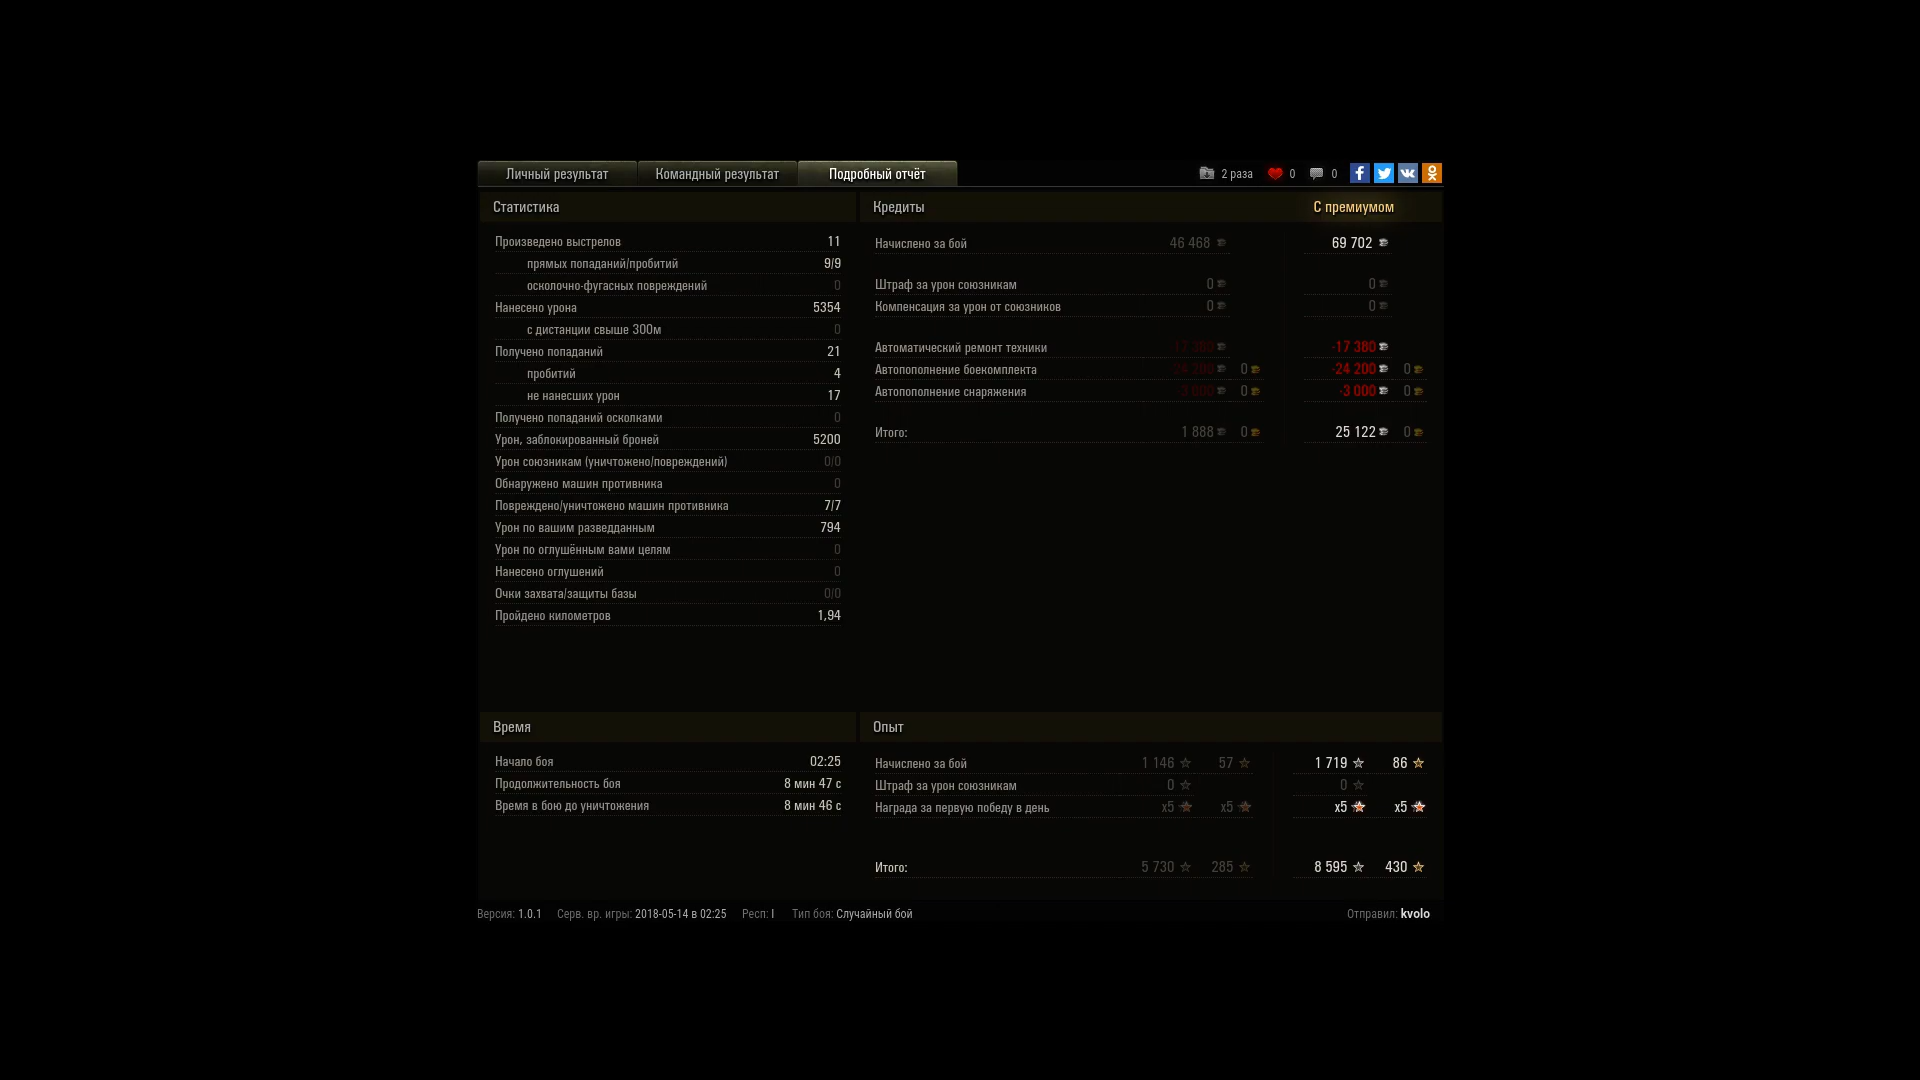 Личный результат Командный результат Подробный отчёт 2 раза 0 0
Статистика
Произведено выстрелов 11
прямых попаданий/пробитий 9/9
осколочно-фугасных повреждений 0
Нанесено урона 5354
с дистанции свыше 300м 0
Получено попаданий 21
пробитий 4
не нанесших урон 17
Получено попаданий осколками 0
Урон, заблокированный броней 5200
Урон союзникам (уничтожено/повреждений) 0/0
Обнаружено машин противника 0
Повреждено/уничтожено машин противника 7/7
Урон по вашим разведданным 794
Урон по оглушённым вами целям 0
Нанесено оглушений 0
Очки захвата/защиты базы 0/0
Пройдено километров 1,94
Кредиты С премиумом
Начислено за бой 46 468 69 702
Штраф за урон союзникам 0 0
Компенсация за урон от союзников 0 0
Автоматический ремонт техники -17 380 -17 380
Автопополнение боекомплекта -24 200 0 -24 200 0
Автопополнение снаряжения -3 000 0 -3 000 0
Итого: 1 888 0 25 122 0
Время
Начало боя 02:25
Продолжительность боя 8 мин 47 с
Время в бою до уничтожения 8 мин 46 с
Опыт
Начислено за бой 1 146 57 1 719 86
Штраф за урон союзникам 0 0
Награда за первую победу в день x5 x5 x5 x5
Итого: 5 730 285 8 595 430
Версия: 1.0.1 Серв. вр. игры: 2018-05-14 в 02:25 Респ: I Тип боя: Случайный бой Отправил: kvolo